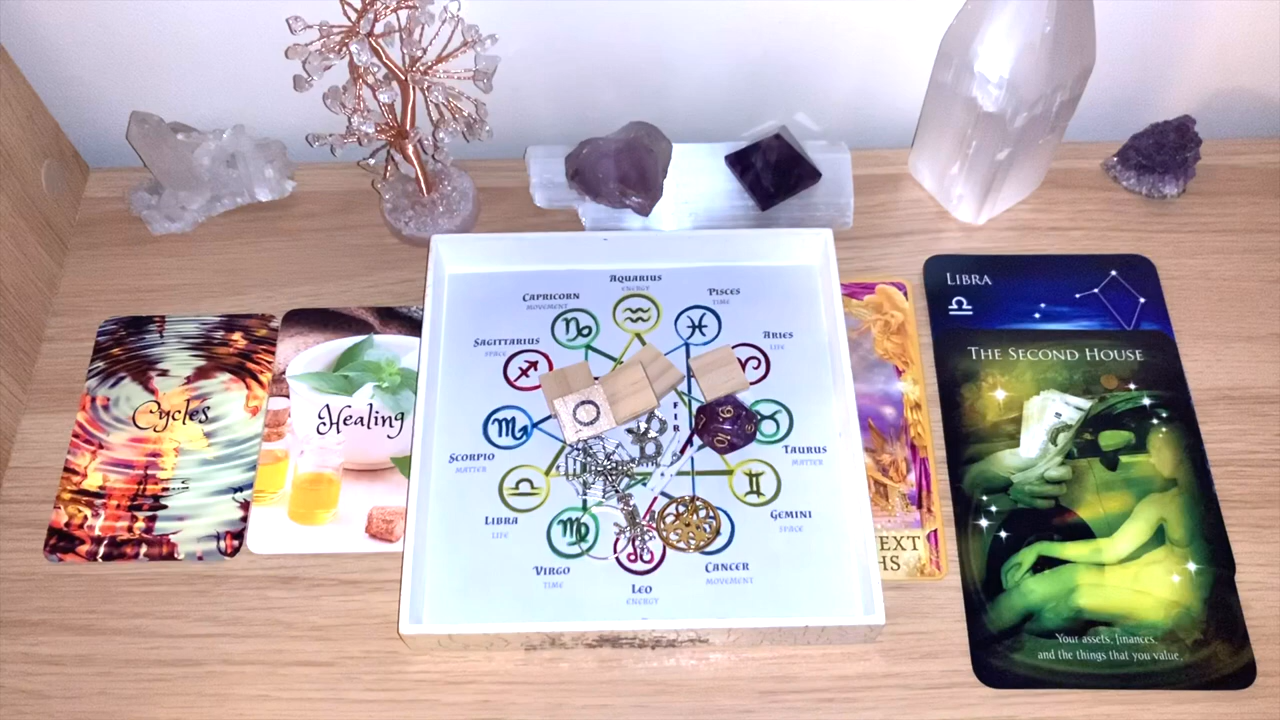 Cycles
Healing
AQUARIUS
ENERGY
CAPRICORN
MOVEMENT
PISCES
TIME
SAGITTARIUS
SPACE
ARIES
LIFE
SCORPIO
MATTER
TAURUS
MATTER
LIBRA
LIFE
GEMINI
SPACE
VIRGO
TIME
CANCER
MOVEMENT
LEO
ENERGY
O
EXT
HS
LIBRA
THE SECOND HOUSE
Your assets, finances,
and the things that you value.